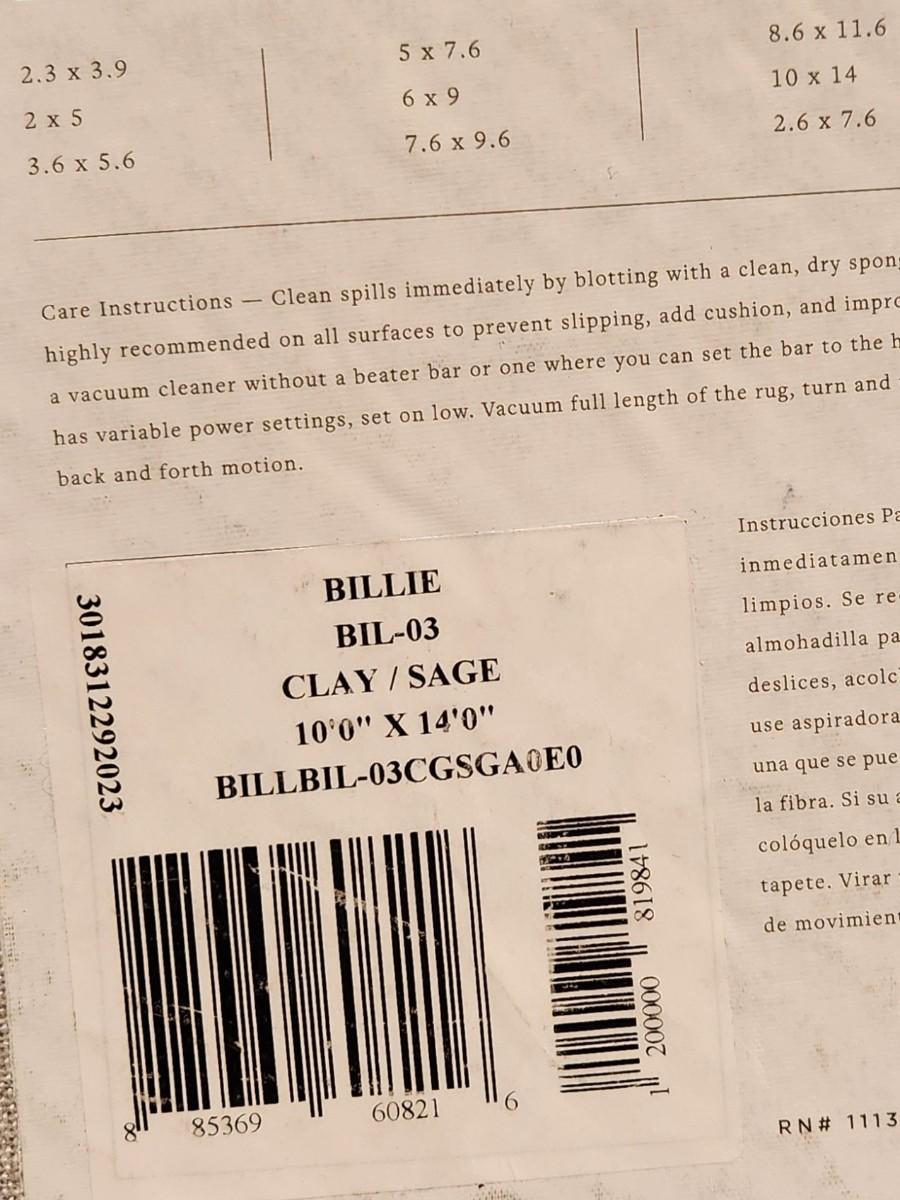 2.3 x 3.9
2 x 5
3.6 x 5.6
5 x 7.6
6 x 9
7.6 x 9.6
8.6 x 11.6
10 x 14
2.6 x 7.6
Care Instructions — Clean spills immediately by blotting with a clean, dry spon
highly recommended on all surfaces to prevent slipping, add cushion, and impro
a vacuum cleaner without a beater bar or one where you can set the bar to the h
has variable power settings, set on low. Vacuum full length of the rug, turn and
back and forth motion.
3018312292023
BILLIE
BIL-03
CLAY / SAGE
10'0" X 14'0"
BILLBIL-03CGSGA0E0
8 85369 60821 6
1 200000 819841
Instrucciones Pa
inmediatamen
limpios. Se re
almohadilla pa
deslices, acolc
use aspiradora
una que se pue
la fibra. Si su a
colóquelo en l
tapete. Virar
de movimient
RN# 1113